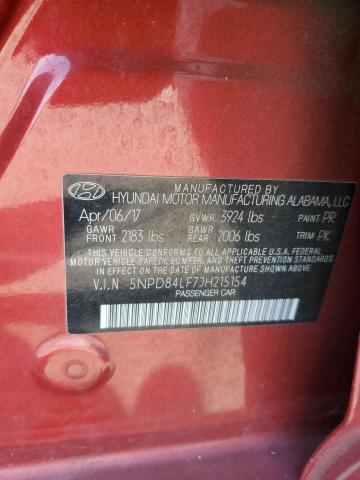 MANUFACTURED BY
HYUNDAI MOTOR MANUFACTURING ALABAMA, LLC
Apr/06/17 GVWR 3924 lbs PAINT PR
GAWR FRONT 2183 lbs GAWR REAR 2006 lbs TRIM PK
THIS VEHICLE CONFORMS TO ALL APPLICABLE U.S.A. FEDERAL
MOTOR VEHICLE SAFETY, BUMPER, AND THEFT PREVENTION
STANDARDS IN EFFECT ON THE DATE OF MANUFACTURE SHOWN ABOVE.
V.I.N 5NPD84LF7JH215154
PASSENGER CAR